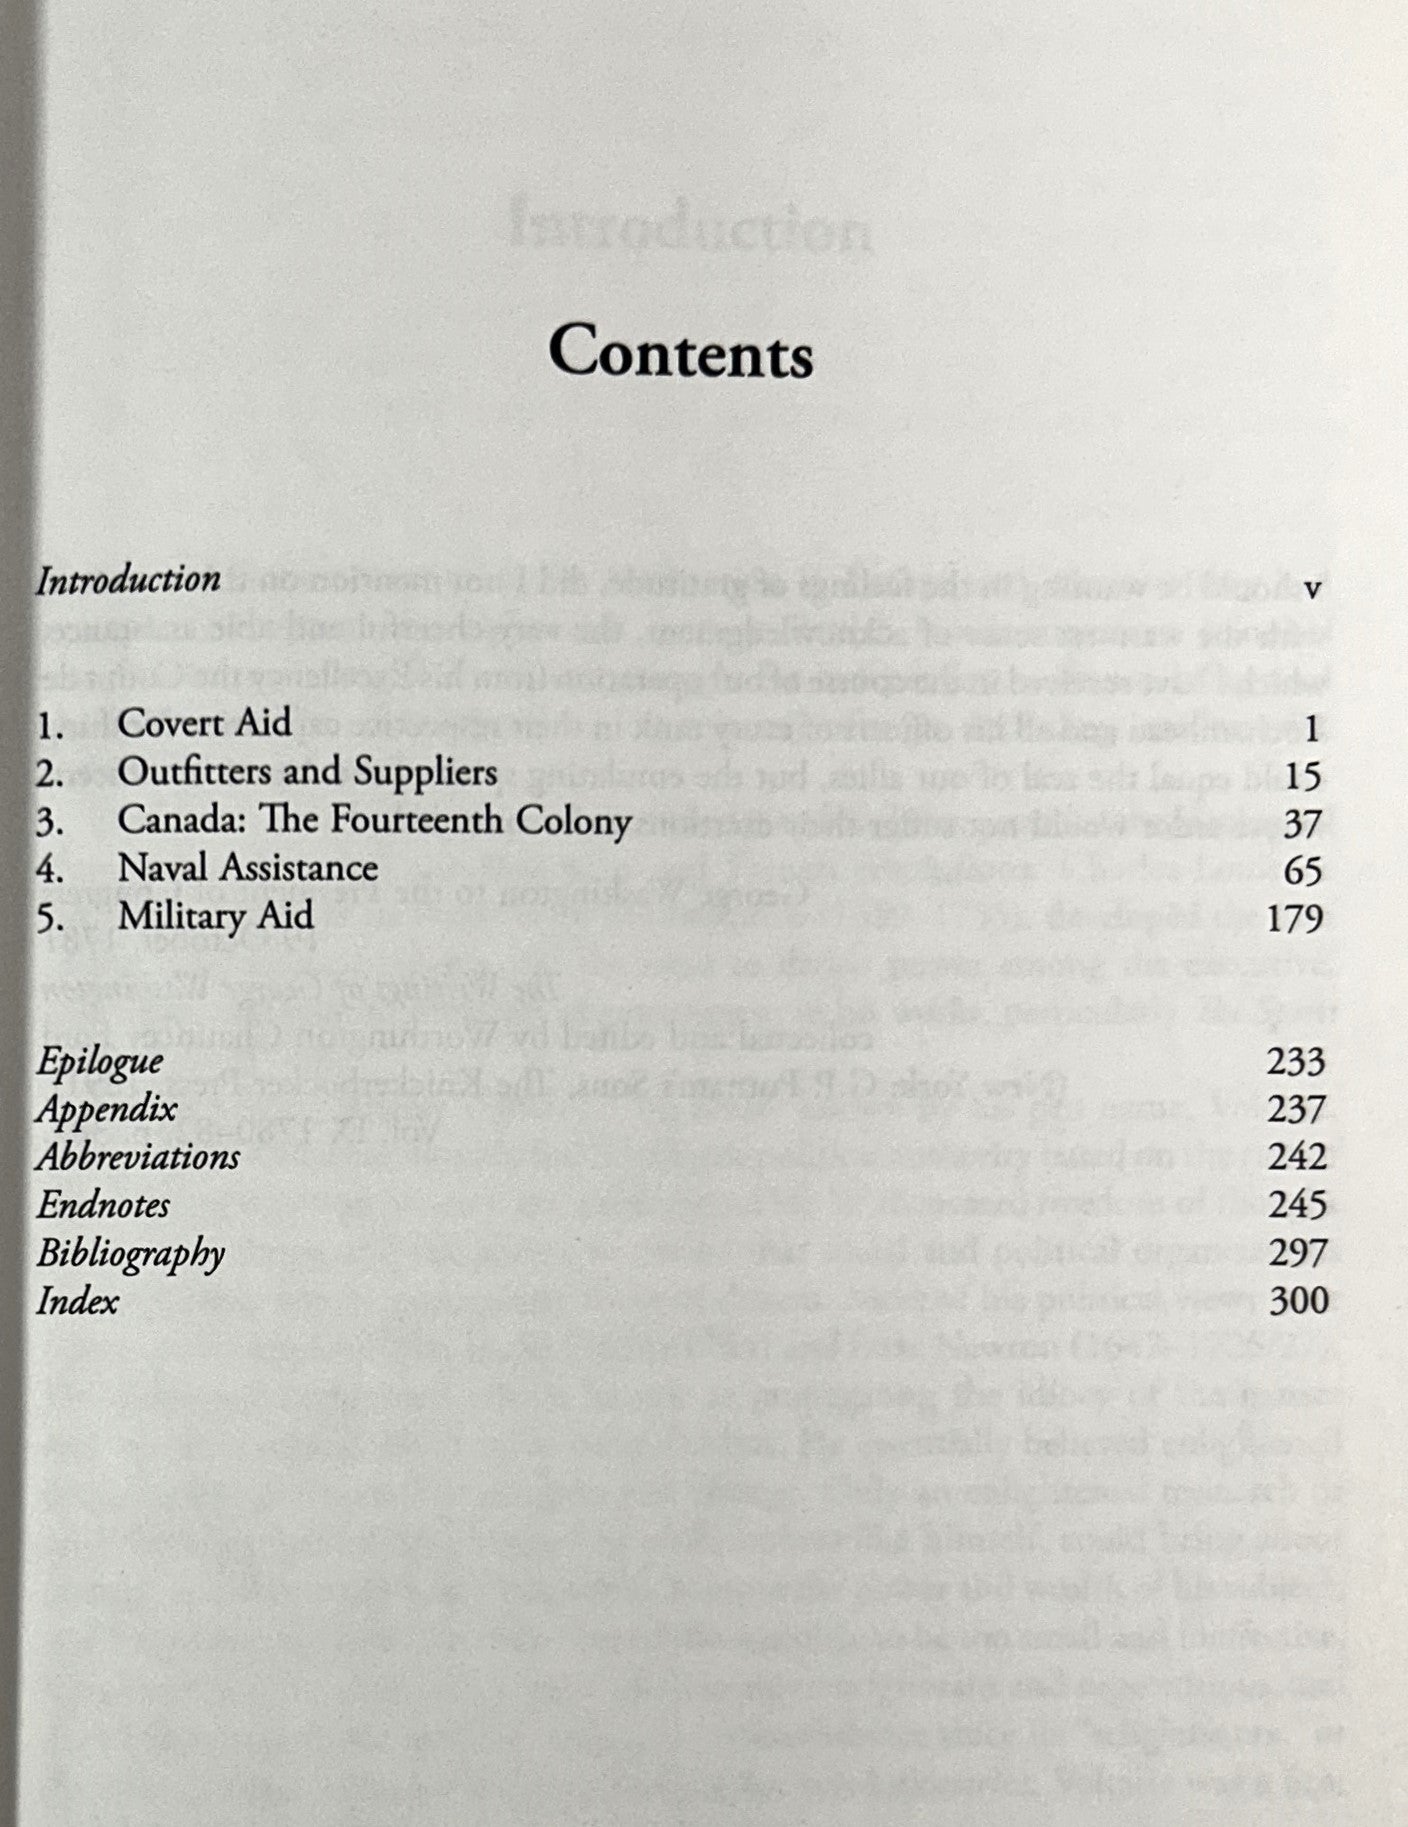 Contents
Introduction v
1. Covert Aid 1
2. Outfitters and Suppliers 15
3. Canada: The Fourteenth Colony 37
4. Naval Assistance 65
5. Military Aid 179
Epilogue 233
Appendix 237
Abbreviations 242
Endnotes 245
Bibliography 297
Index 300